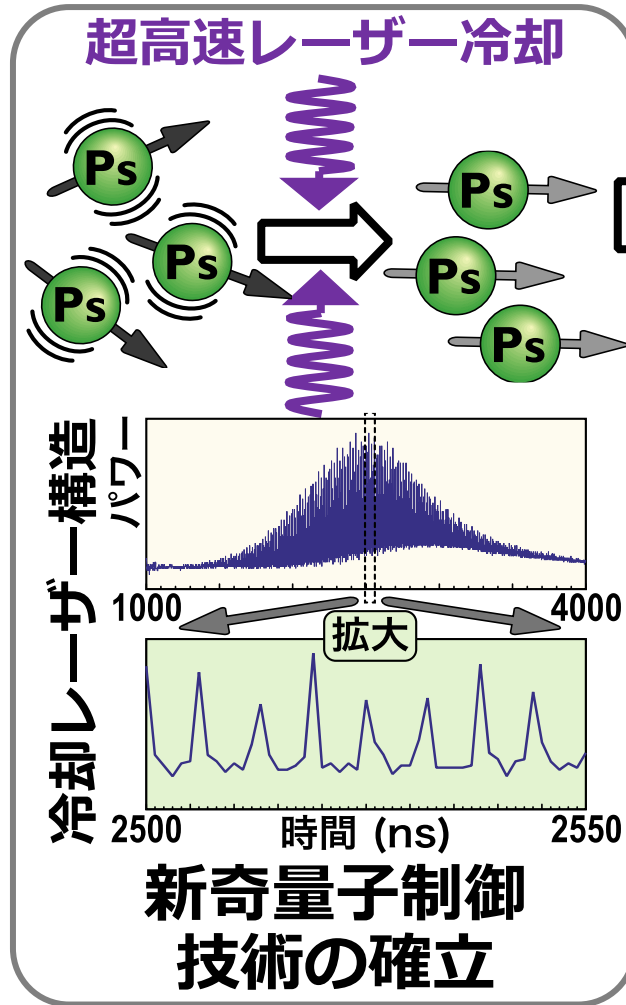 超高速レーザー冷却
Ps
Ps
Ps
Ps
Ps
Ps
冷却レーザー構造
パワー
1000
4000
拡大
2500
時間 (ns)
2550
新奇量子制御
技術の確立